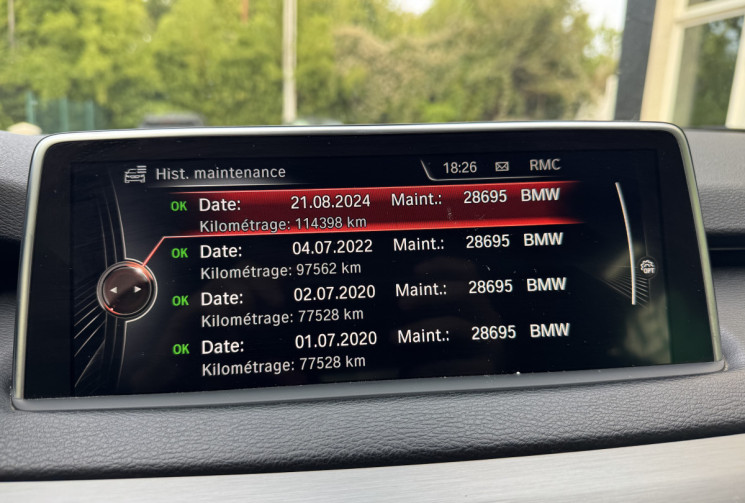 Hist. maintenance 18:26 RMC
OK Date: 21.08.2024 Maint.: 28695 BMW
Kilométrage: 114398 km
OK Date: 04.07.2022 Maint.: 28695 BMW
Kilométrage: 97562 km
OK Date: 02.07.2020 Maint.: 28695 BMW
Kilométrage: 77528 km
OK Date: 01.07.2020 Maint.: 28695 BMW
Kilométrage: 77528 km